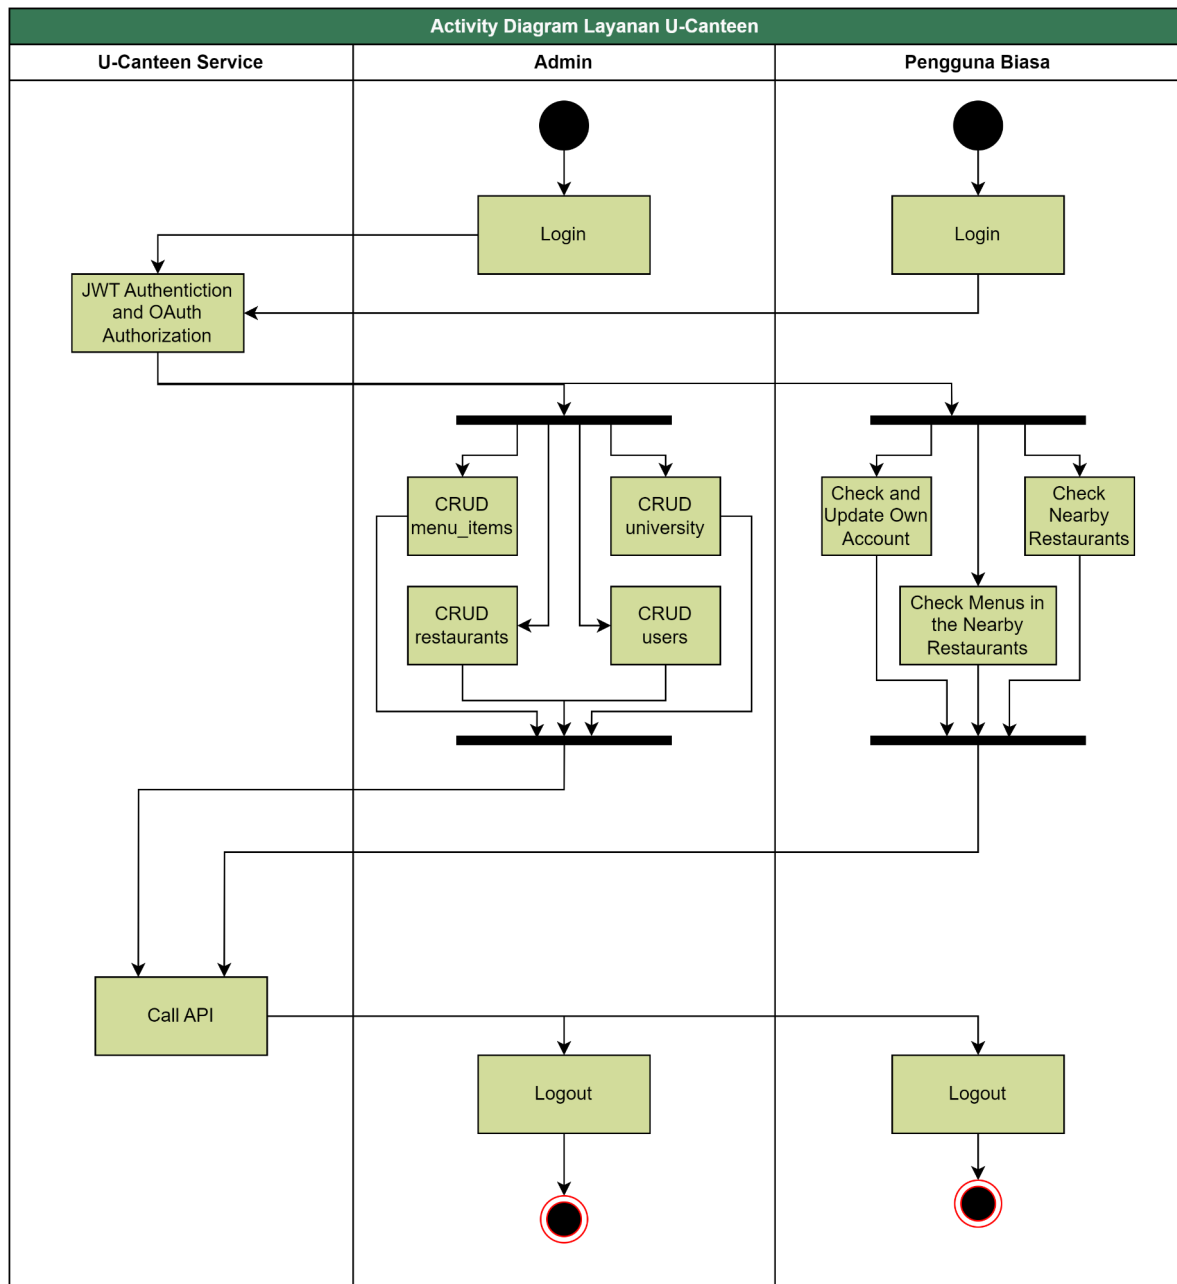 Activity Diagram Layanan U-Canteen
U-Canteen Service
Admin
Pengguna Biasa
Login
Login
JWT Authentiction
and OAuth
Authorization
CRUD
menu_items
CRUD
university
Check and
Update Own
Account
Check
Nearby
Restaurants
CRUD
restaurants
CRUD
users
Check Menus in
the Nearby
Restaurants
Call API
Logout
Logout